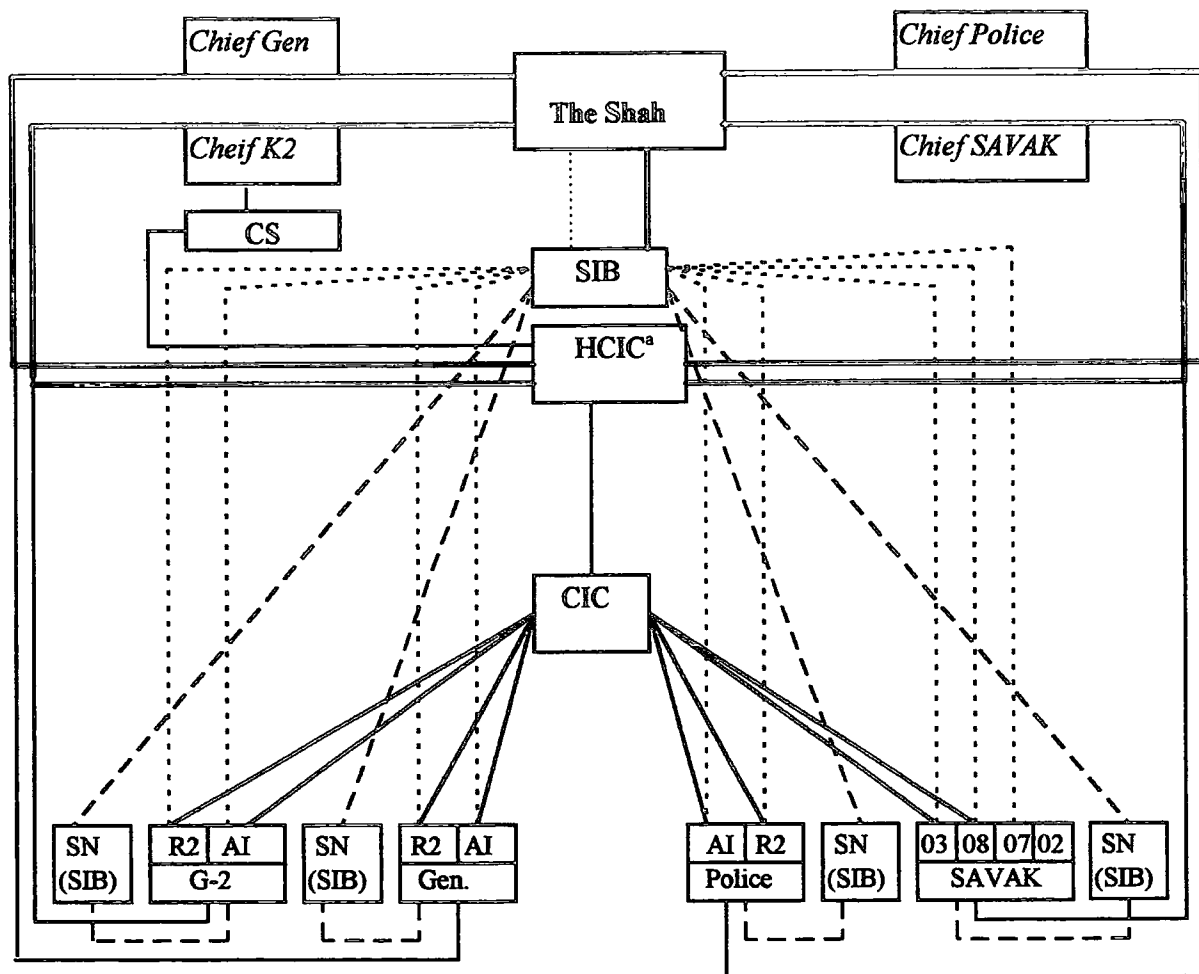 Chief Gen
Chief Police
The Shah
Cheif K2
Chief SAVAK
CS
SIB
HCICª
CIC
SN
(SIB)
R2 AI
G-2
SN
(SIB)
R2 AI
Gen.
AI R2
Police
SN
(SIB)
03 08 07 02
SAVAK
SN
(SIB)